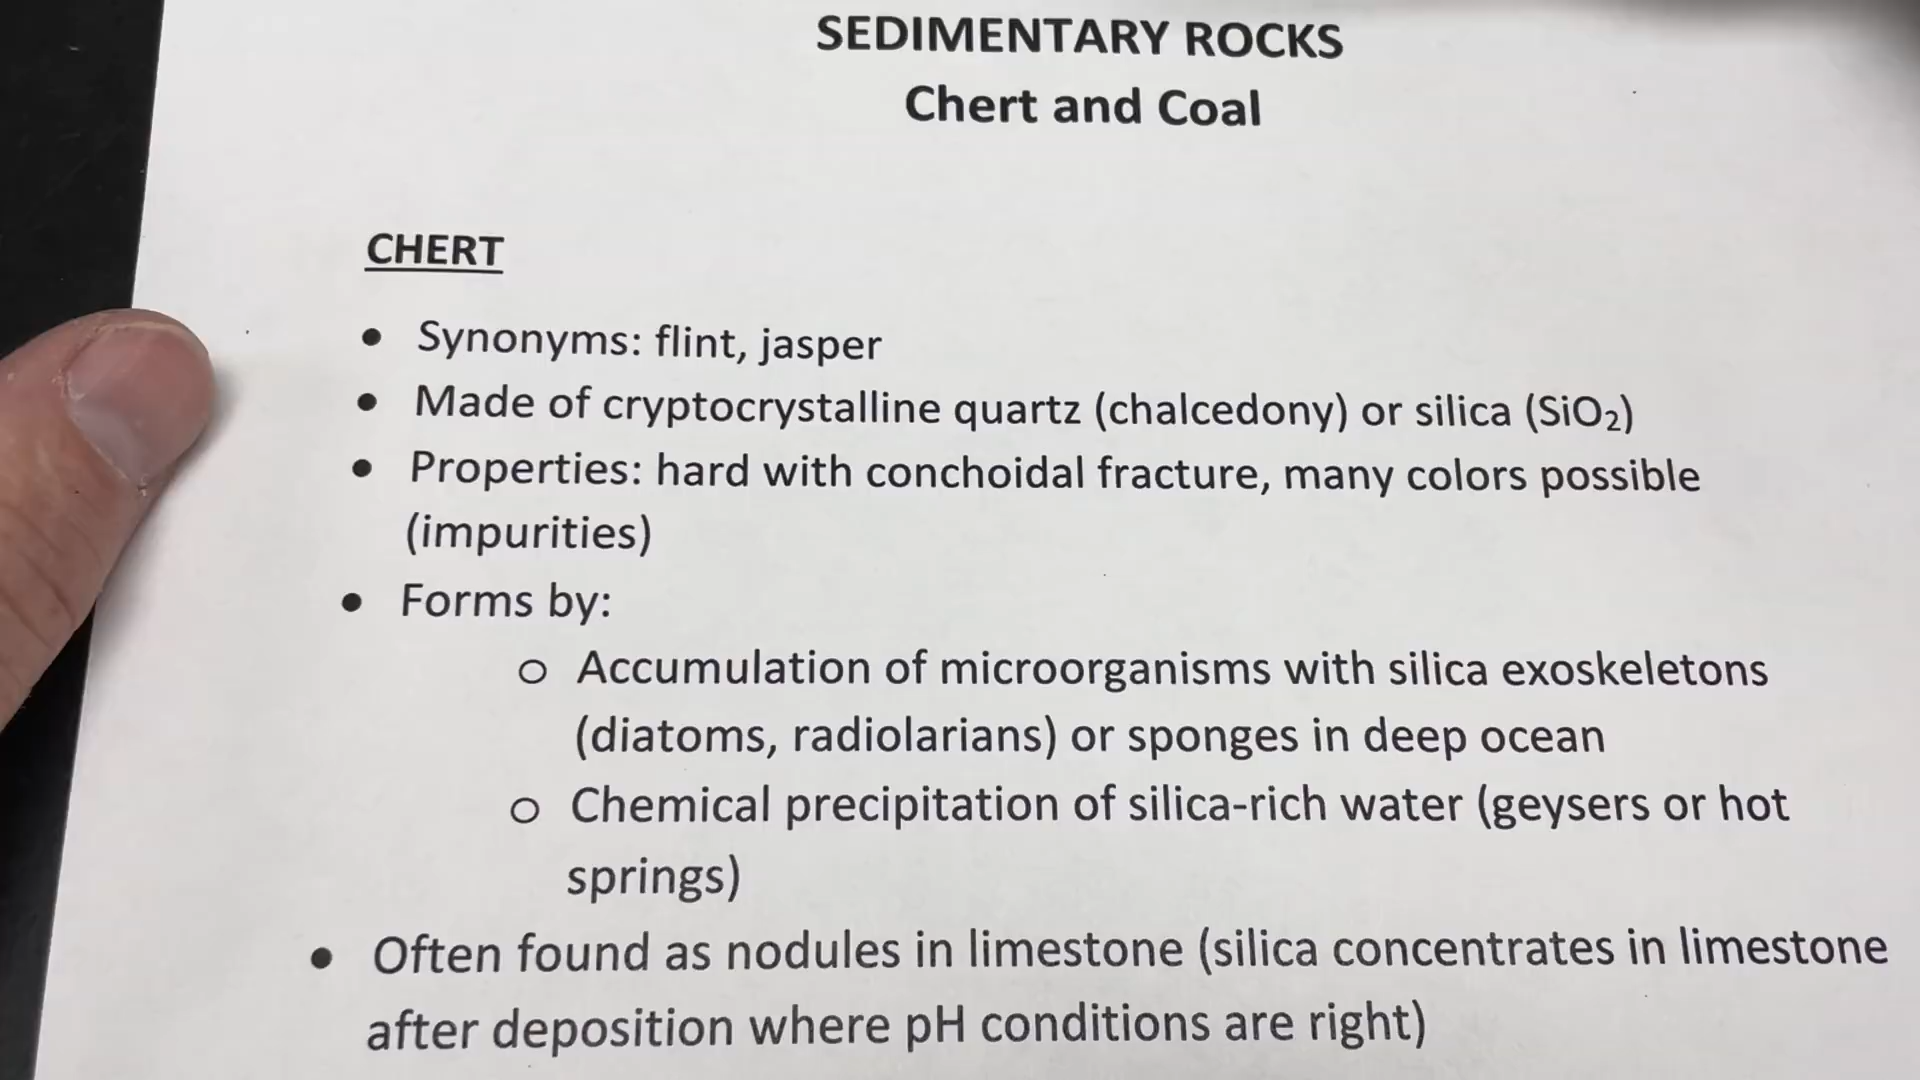 SEDIMENTARY ROCKS
Chert and Coal
CHERT
• Synonyms: flint, jasper
• Made of cryptocrystalline quartz (chalcedony) or silica (SiO₂)
• Properties: hard with conchoidal fracture, many colors possible
(impurities)
• Forms by:
o Accumulation of microorganisms with silica exoskeletons
(diatoms, radiolarians) or sponges in deep ocean
o Chemical precipitation of silica-rich water (geysers or hot
springs)
• Often found as nodules in limestone (silica concentrates in limestone
after deposition where pH conditions are right)